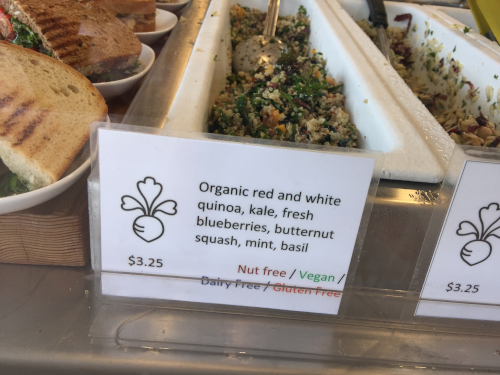 Organic red and white
quinoa, kale, fresh
blueberries, butternut
squash, mint, basil
$3.25
Nut free / Vegan /
Dairy Free / Gluten Free
$3.25